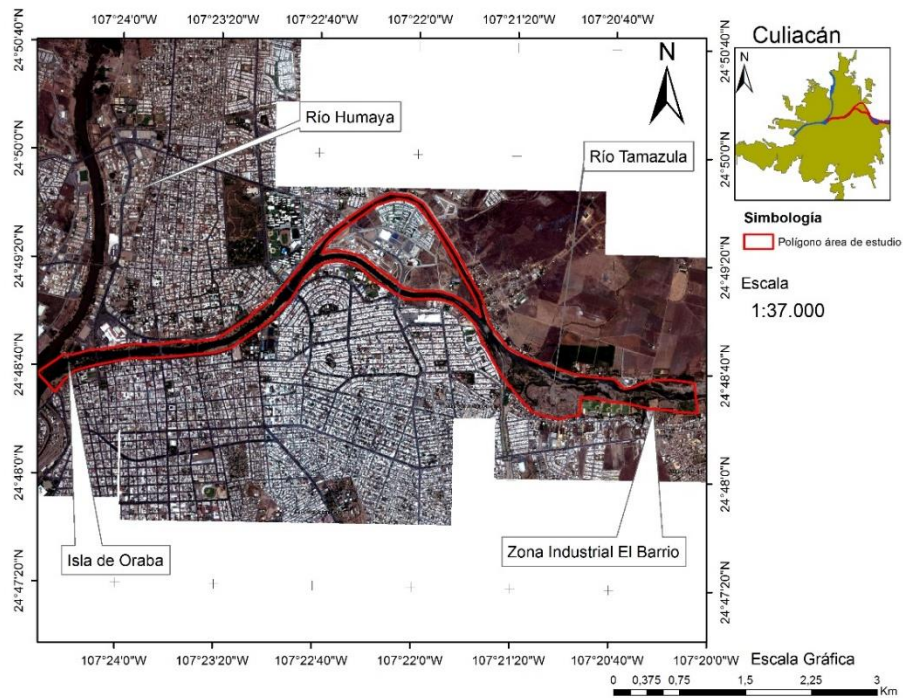 107°24'0"W 107°23'20"W 107°22'40"W 107°22'0"W 107°21'20"W 107°20'40"W
24°50'40"N
24°50'0"N
24°49'20"N
24°48'40"N
24°48'0"N
24°47'20"N
N
Río Humaya
Río Tamazula
Isla de Oraba
Zona Industrial El Barrio
24°50'40"N
24°50'0"N
24°49'20"N
24°48'40"N
24°48'0"N
24°47'20"N
107°24'0"W 107°23'20"W 107°22'40"W 107°22'0"W 107°21'20"W 107°20'40"W 107°20'0"W
Culiacán
N
Simbología
Polígono área de estudio
Escala
1:37.000
Escala Gráfica
0 0,375 0,75 1,5 2,25 3
Km